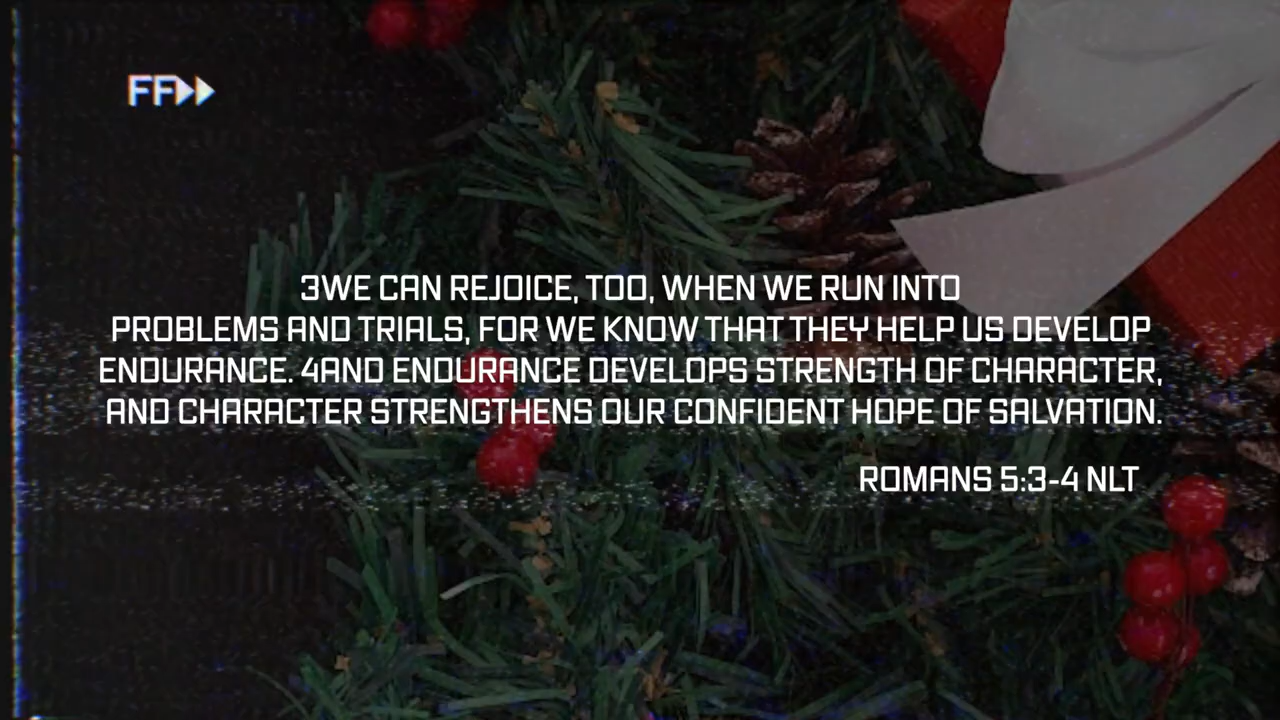 FF
3WE CAN REJOICE, TOO, WHEN WE RUN INTO
PROBLEMS AND TRIALS, FOR WE KNOW THAT THEY HELP US DEVELOP
ENDURANCE. 4AND ENDURANCE DEVELOPS STRENGTH OF CHARACTER,
AND CHARACTER STRENGTHENS OUR CONFIDENT HOPE OF SALVATION.
ROMANS 5:3-4 NLT